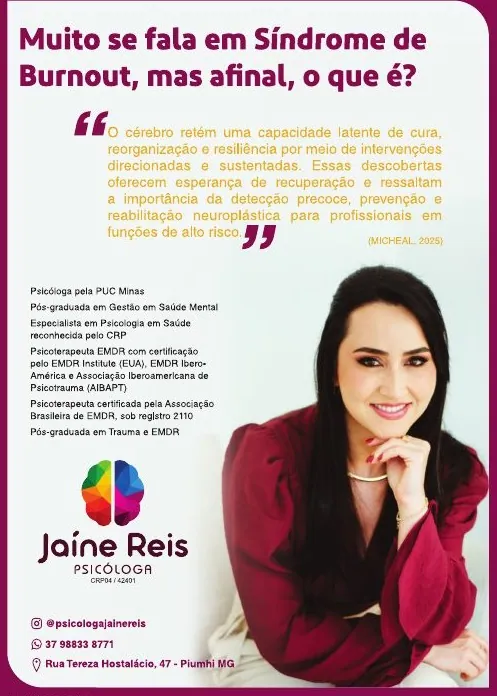 Muito se fala em Síndrome de
Burnout, mas afinal, o que é?
“O cérebro retém uma capacidade latente de cura,
reorganização e resiliência por meio de intervenções
direcionadas e sustentadas. Essas descobertas
oferecem esperança de recuperação e ressaltam
a importância da detecção precoce, prevenção e
reabilitação neuroplástica para profissionais em
funções de alto risco.”
(MICHEAL, 2025)
Psicóloga pela PUC Minas
Pós-graduada em Gestão em Saúde Mental
Especialista em Psicologia em Saúde
reconhecida pelo CRP
Psicoterapeuta EMDR com certificação
pelo EMDR Institute (EUA), EMDR Ibero-
América e Associação Iberoamericana de
Psicotrauma (AIBAPT)
Psicoterapeuta certificada pela Associação
Brasileira de EMDR, sob registro 2110
Pós-graduada em Trauma e EMDR
Jaíne Reis
PSICÓLOGA
CRP04 / 42401
@psicologajainereis
37 98833 8771
Rua Tereza Hostalácio, 47 - Piumhi MG